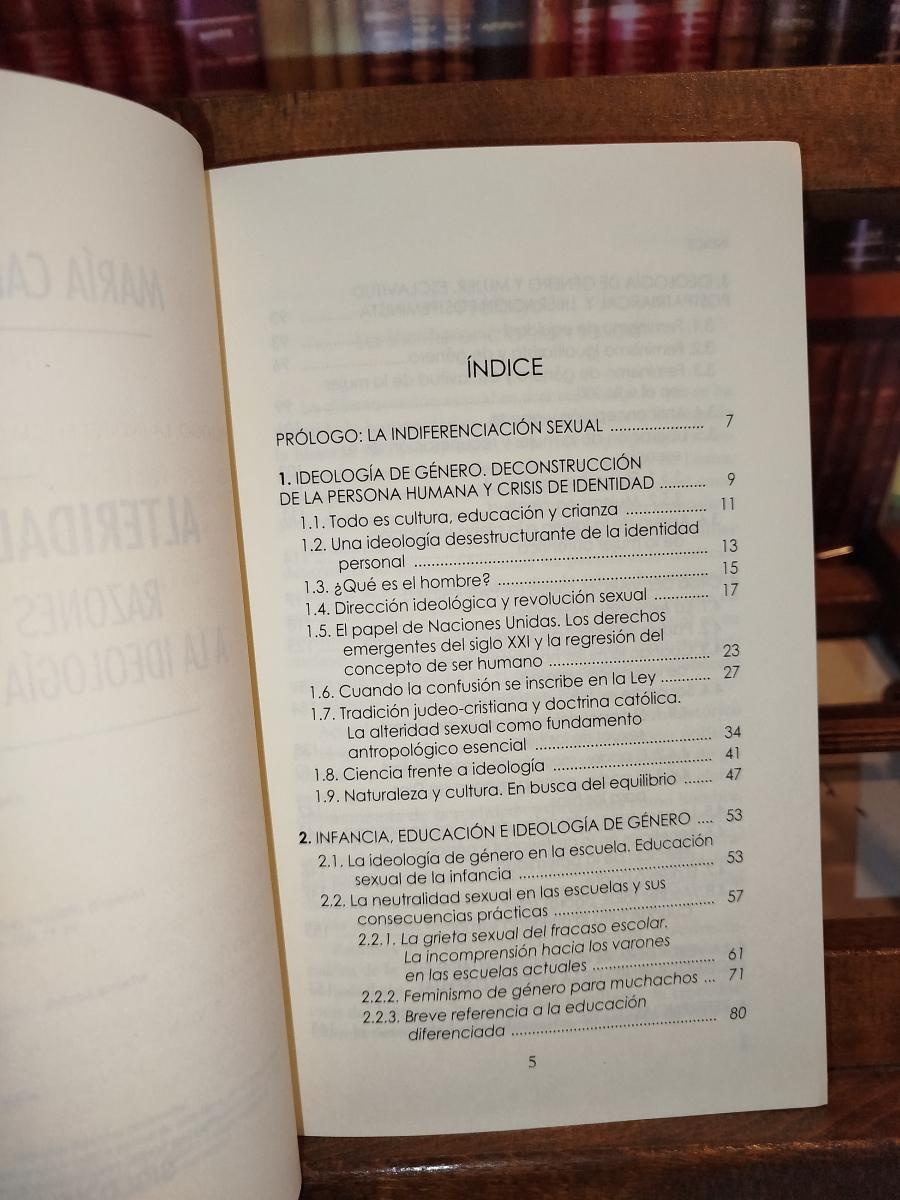 ÍNDICE
PRÓLOGO: LA INDIFERENCIACIÓN SEXUAL ...................... 7
1. IDEOLOGÍA DE GÉNERO. DECONSTRUCCIÓN
DE LA PERSONA HUMANA Y CRISIS DE IDENTIDAD ........... 9
1.1. Todo es cultura, educación y crianza ................... 11
1.2. Una ideología desestructurante de la identidad
personal .................................................................... 13
1.3. ¿Qué es el hombre? ................................................. 15
1.4. Dirección ideológica y revolución sexual ............ 17
1.5. El papel de Naciones Unidas. Los derechos
emergentes del siglo XXI y la regresión del
concepto de ser humano ...................................... 23
1.6. Cuando la confusión se inscribe en la Ley ............ 27
1.7. Tradición judeo-cristiana y doctrina católica.
La alteridad sexual como fundamento
antropológico esencial ......................................... 34
1.8. Ciencia frente a ideología ...................................... 41
1.9. Naturaleza y cultura. En busca del equilibrio ...... 47
2. INFANCIA, EDUCACIÓN E IDEOLOGÍA DE GÉNERO .... 53
2.1. La ideología de género en la escuela. Educación
sexual de la infancia ............................................. 53
2.2. La neutralidad sexual en las escuelas y sus
consecuencias prácticas ...................................... 57
2.2.1. La grieta sexual del fracaso escolar.
La incomprensión hacia los varones
en las escuelas actuales ............................ 61
2.2.2. Feminismo de género para muchachos ... 71
2.2.3. Breve referencia a la educación
diferenciada ............................................... 80
5